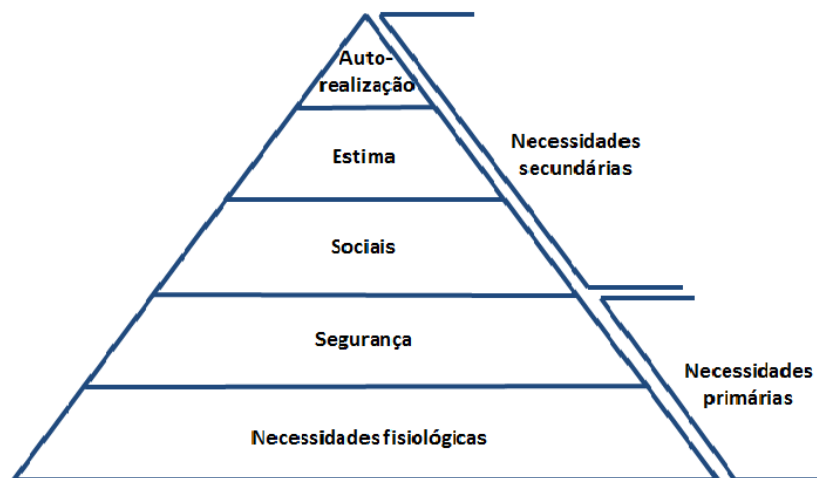 Auto-
realização
Estima
Necessidades
secundárias
Sociais
Segurança
Necessidades
primárias
Necessidades fisiológicas